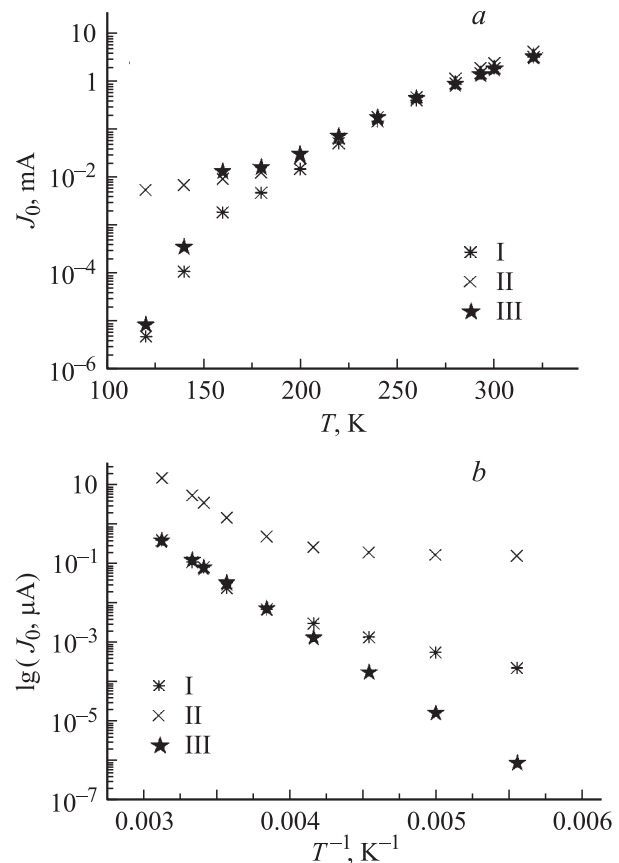 a
10
1
10⁻²
10⁻⁴
10⁻⁶
J₀, mA
I
II
III
100 150 200 250 300
T, K
b
10
10⁻¹
10⁻³
10⁻⁵
10⁻⁷
lg(J₀, μA)
I
II
III
0.003 0.004 0.005 0.006
T⁻¹, K⁻¹